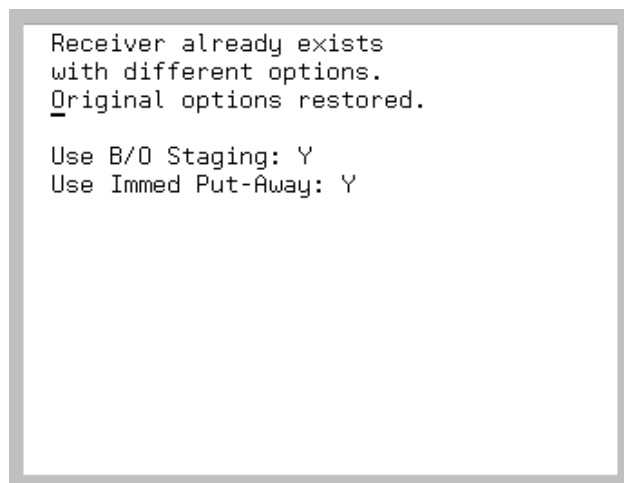 Receiver already exists
with different options.
Original options restored.
Use B/O Staging: Y
Use Immed Put-Away: Y